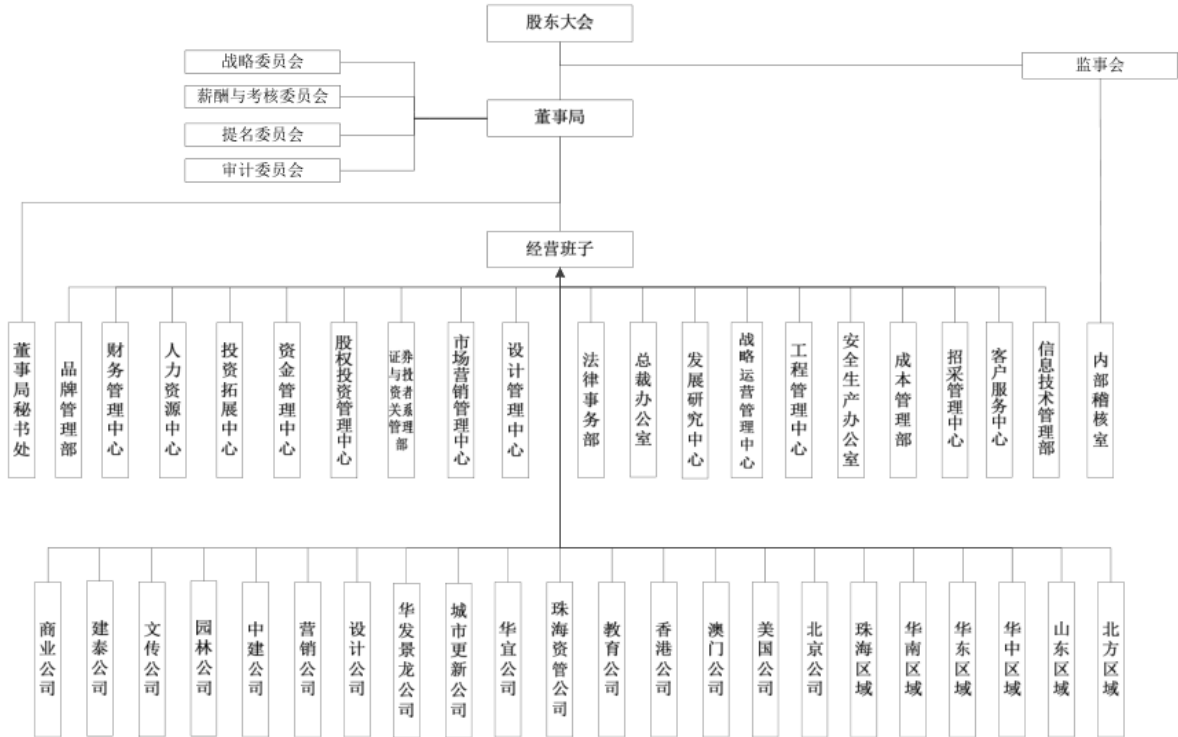 股东大会
战略委员会
监事会
薪酬与考核委员会
董事局
提名委员会
审计委员会
经营班子
董事局秘书处
品牌管理部
财务管理中心
人力资源中心
投资拓展中心
资金管理中心
股权投资管理中心
证券与投资者关系管理部
市场营销管理中心
设计管理中心
法律事务部
总裁办公室
发展研究中心
战略运营管理中心
工程管理中心
安全生产办公室
成本管理部
招采管理中心
客户服务中心
信息技术管理部
内部稽核室
商业公司
建泰公司
文传公司
园林公司
中建公司
营销公司
设计公司
华发景龙公司
城市更新公司
华宜公司
珠海资管公司
教育公司
香港公司
澳门公司
美国公司
北京公司
珠海区域
华南区域
华东区域
华中区域
山东区域
北方区域